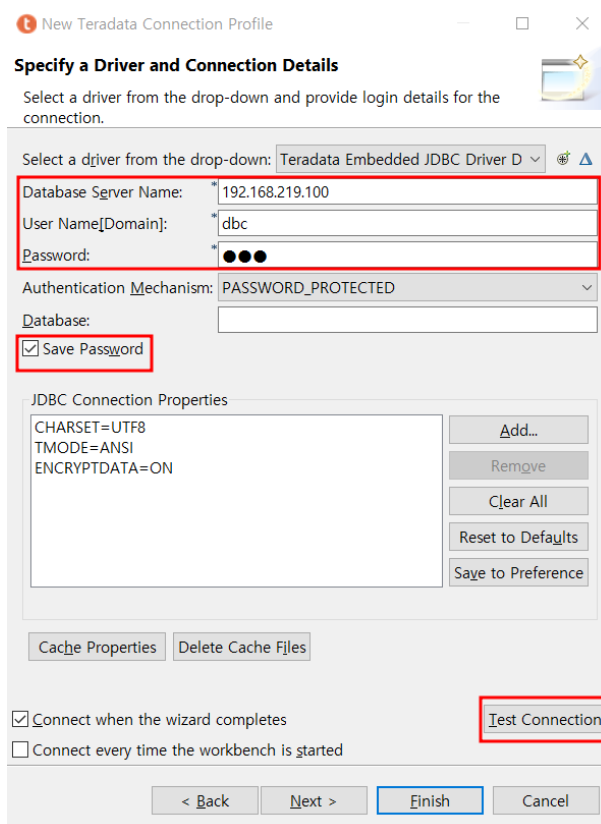 New Teradata Connection Profile
Specify a Driver and Connection Details
Select a driver from the drop-down and provide login details for the
connection.
Select a driver from the drop-down: Teradata Embedded JDBC Driver D
Database Server Name: * 192.168.219.100
User Name[Domain]: * dbc
Password: * ●●●
Authentication Mechanism: PASSWORD_PROTECTED
Database:
Save Password
JDBC Connection Properties
CHARSET=UTF8
TMODE=ANSI
ENCRYPTDATA=ON
Add...
Remove
Clear All
Reset to Defaults
Save to Preference
Cache Properties Delete Cache Files
Connect when the wizard completes Test Connection
Connect every time the workbench is started
< Back Next > Finish Cancel